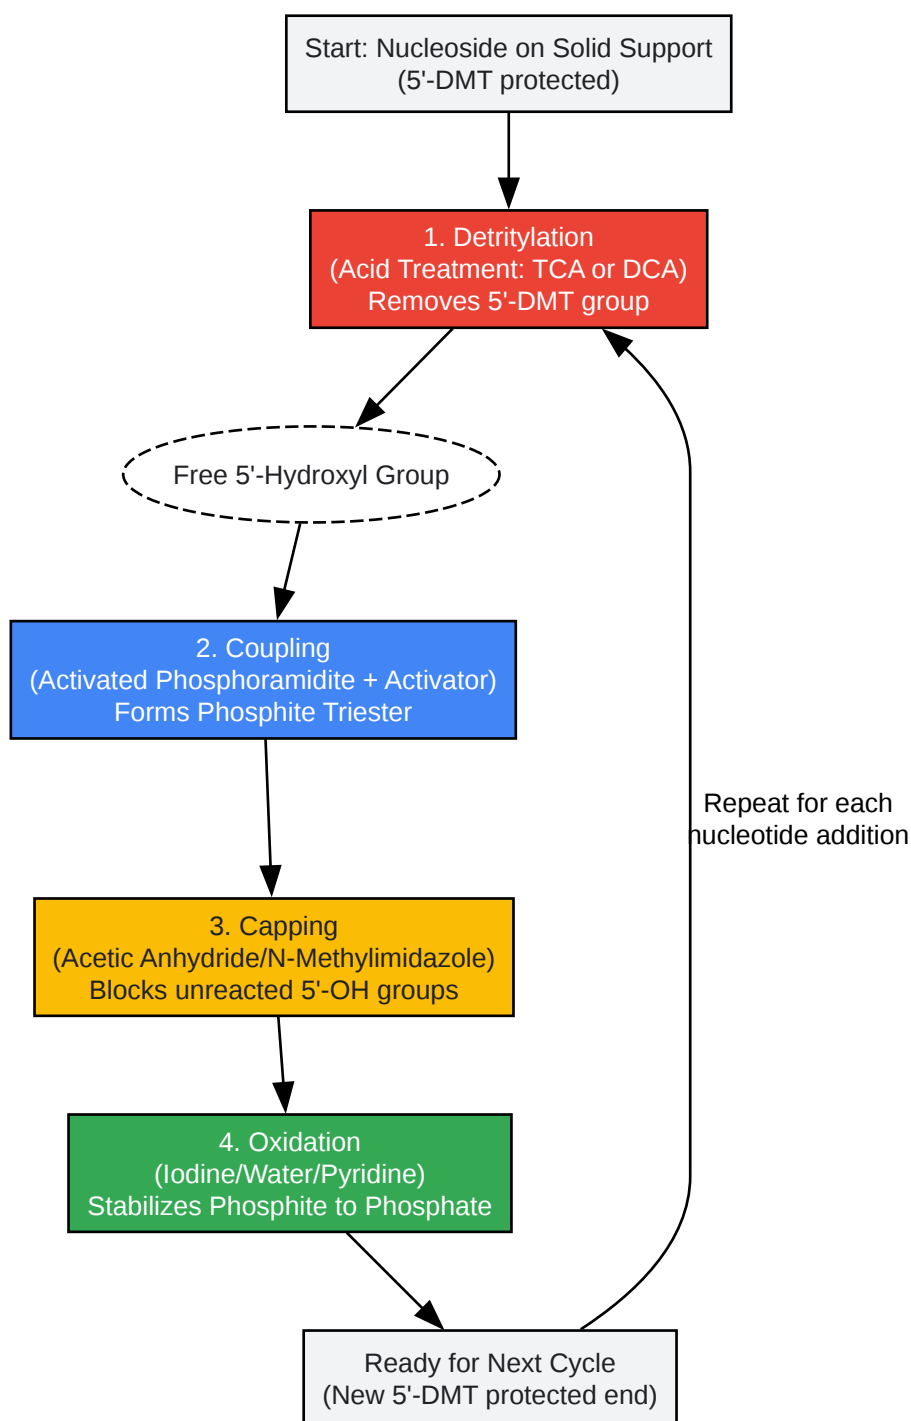 Start: Nucleoside on Solid Support
(5'-DMT protected)
1. Detritylation
(Acid Treatment: TCA or DCA)
Removes 5'-DMT group
Free 5'-Hydroxyl Group
2. Coupling
(Activated Phosphoramidite + Activator)
Forms Phosphite Triester
Repeat for each
nucleotide addition
3. Capping
(Acetic Anhydride/N-Methylimidazole)
Blocks unreacted 5'-OH groups
4. Oxidation
(Iodine/Water/Pyridine)
Stabilizes Phosphite to Phosphate
Ready for Next Cycle
(New 5'-DMT protected end)